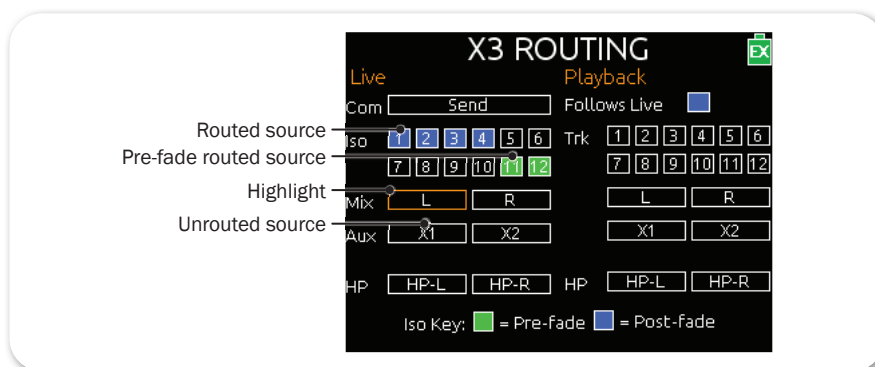 X3 ROUTING EX
Live Playback
Com Send Follows Live
Routed source Iso 1 2 3 4 5 6 Trk 1 2 3 4 5 6
Pre-fade routed source 7 8 9 10 11 12 7 8 9 10 11 12
Highlight Mix L R L R
Unrouted source Aux X1 X2 X1 X2
HP HP-L HP-R HP HP-L HP-R
Iso Key: = Pre-fade = Post-fade